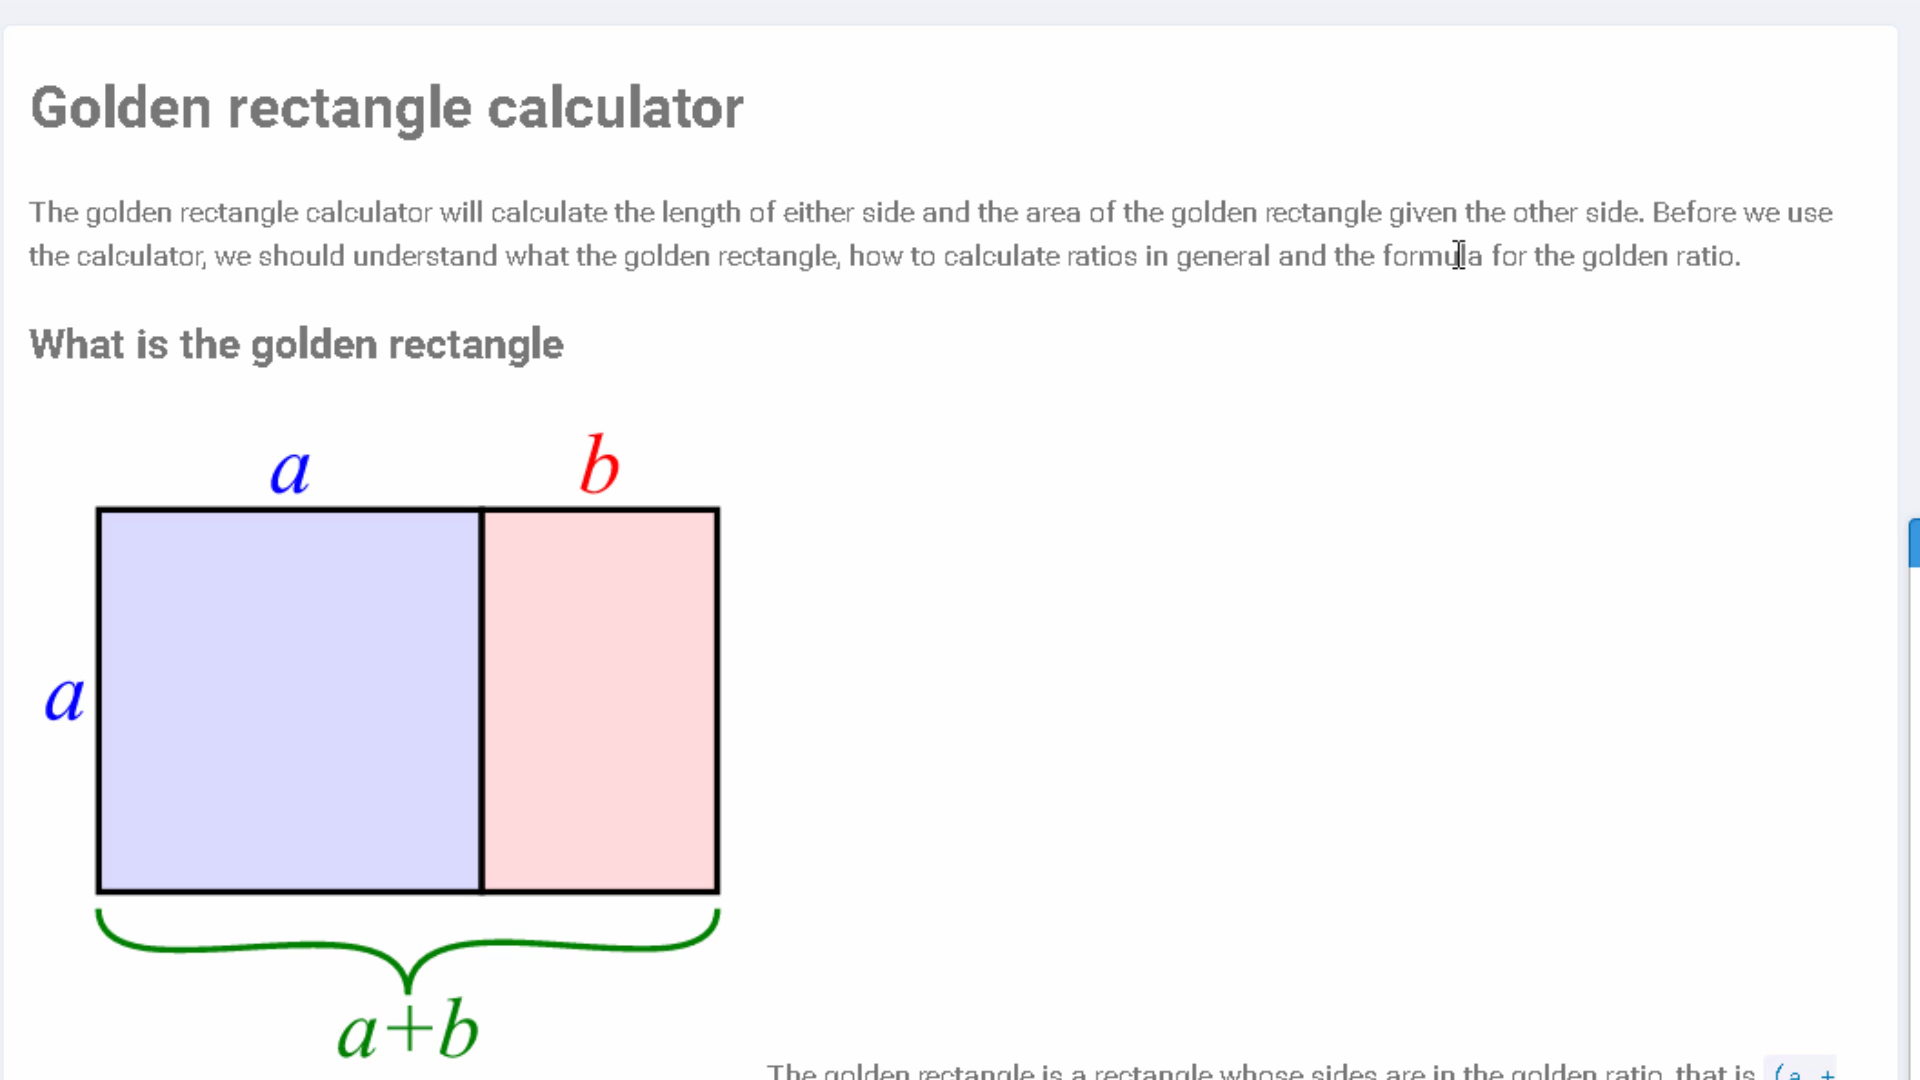 Golden rectangle calculator
The golden rectangle calculator will calculate the length of either side and the area of the golden rectangle given the other side. Before we use
the calculator, we should understand what the golden rectangle, how to calculate ratios in general and the formula for the golden ratio.
What is the golden rectangle
a b
a
a+b
The golden rectangle is a rectangle whose sides are in the golden ratio, that is (a +